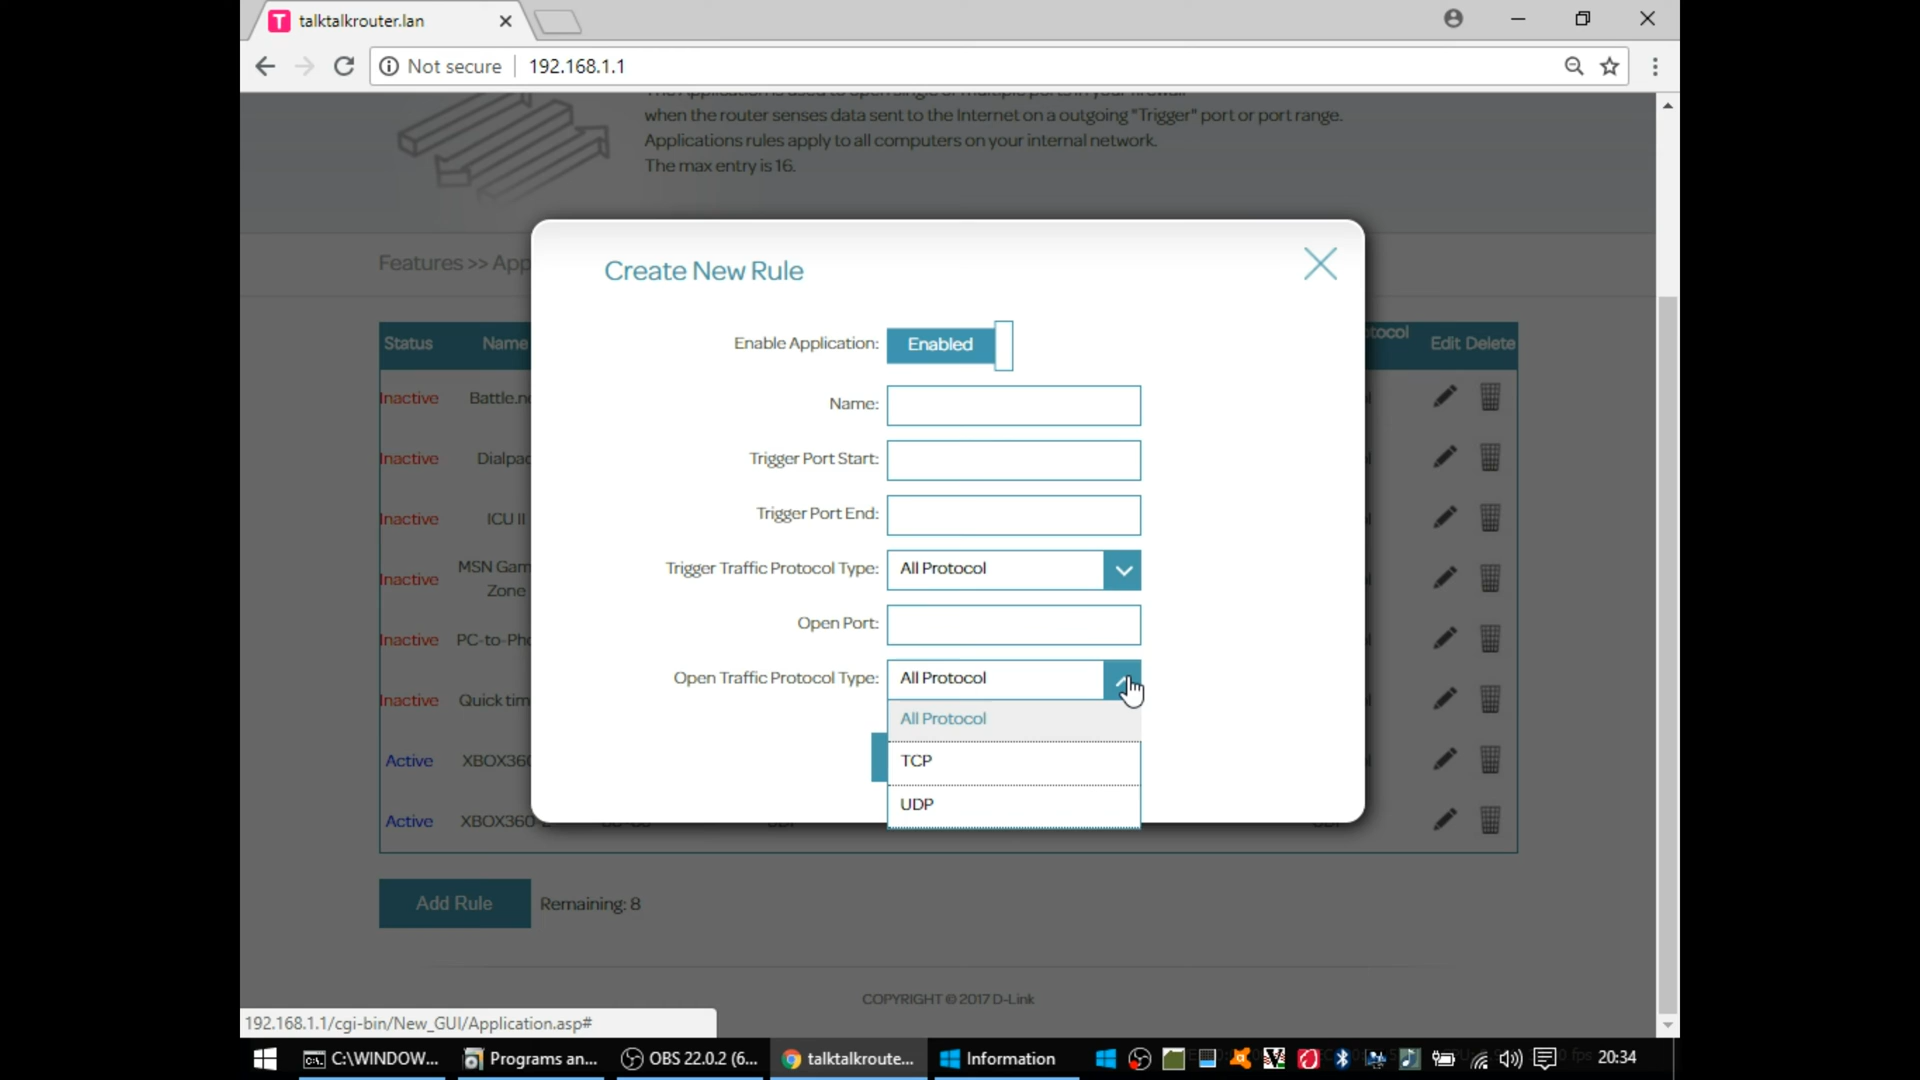 talktalkrouter.lan
Not secure 192.168.1.1
when the router senses data sent to the Internet on a outgoing "Trigger" port or port range.
Applications rules apply to all computers on your internal network.
The max entry is 16.
Features >> App
Create New Rule
Status Name tocol Edit Delete
Enable Application: Enabled
Name:
Trigger Port Start:
Trigger Port End:
Trigger Traffic Protocol Type: All Protocol
Open Port:
Open Traffic Protocol Type: All Protocol
All Protocol
TCP
UDP
Inactive Battle.ne
Inactive Dialpad
Inactive ICU II
Inactive MSN Gam
Zone
Inactive PC-to-Pho
Inactive Quick tim
Active XBOX360
Active XBOX360-2
Add Rule Remaining: 8
COPYRIGHT © 2017 D-Link
192.168.1.1/cgi-bin/New_GUI/Application.asp#
C:\WINDOW... Programs an... OBS 22.0.2 (6... talktalkroute... Information 20:34